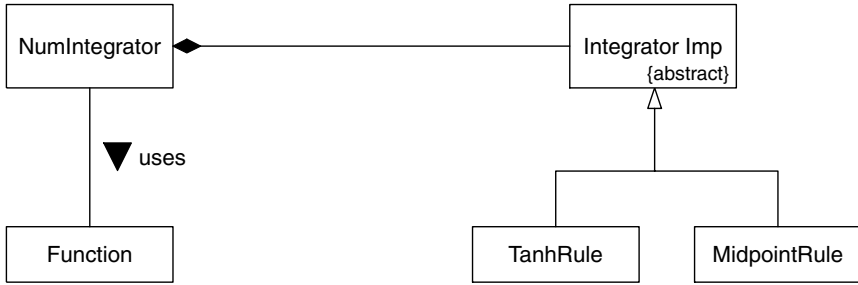 NumIntegrator
Integrator Imp
{abstract}
uses
Function
TanhRule
MidpointRule